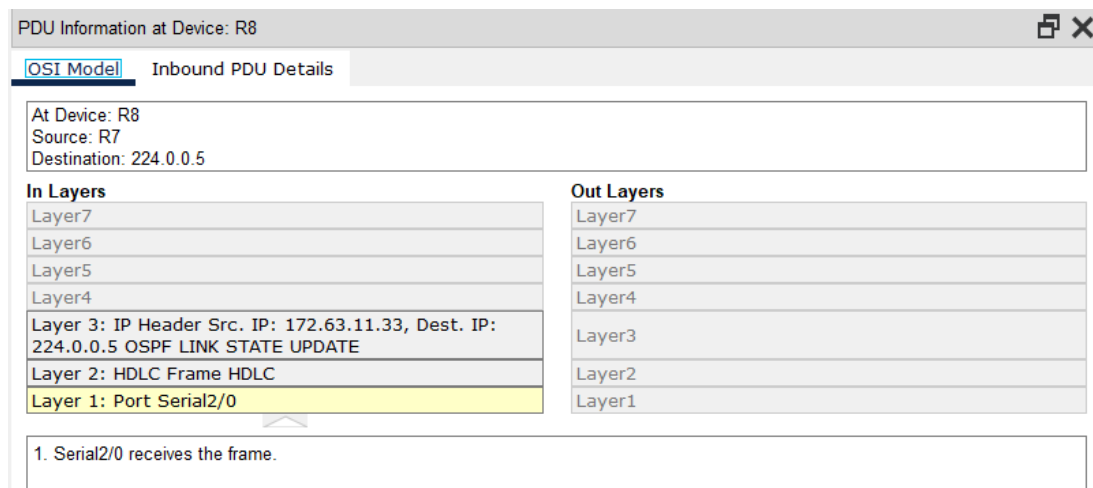 PDU Information at Device: R8
OSI Model Inbound PDU Details
At Device: R8
Source: R7
Destination: 224.0.0.5
In Layers
Layer7
Layer6
Layer5
Layer4
Layer 3: IP Header Src. IP: 172.63.11.33, Dest. IP:
224.0.0.5 OSPF LINK STATE UPDATE
Layer 2: HDLC Frame HDLC
Layer 1: Port Serial2/0
Out Layers
Layer7
Layer6
Layer5
Layer4
Layer3
Layer2
Layer1
1. Serial2/0 receives the frame.